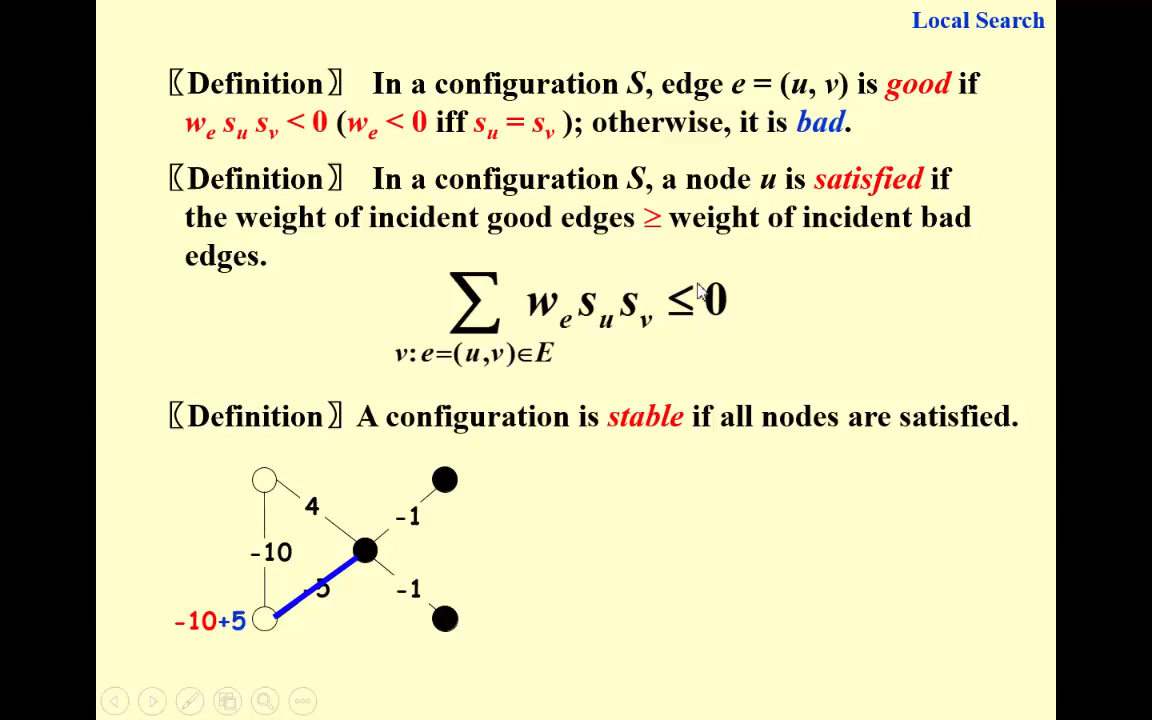 Local Search
〖Definition〗 In a configuration S, edge e = (u, v) is good if
w_e s_u s_v < 0 (w_e < 0 iff s_u = s_v ); otherwise, it is bad.
〖Definition〗 In a configuration S, a node u is satisfied if
the weight of incident good edges ≥ weight of incident bad
edges.
∑ w_e s_u s_v ≤ 0
v: e=(u,v)∈E
〖Definition〗A configuration is stable if all nodes are satisfied.
4
-1
-10
-5
-1
-10+5